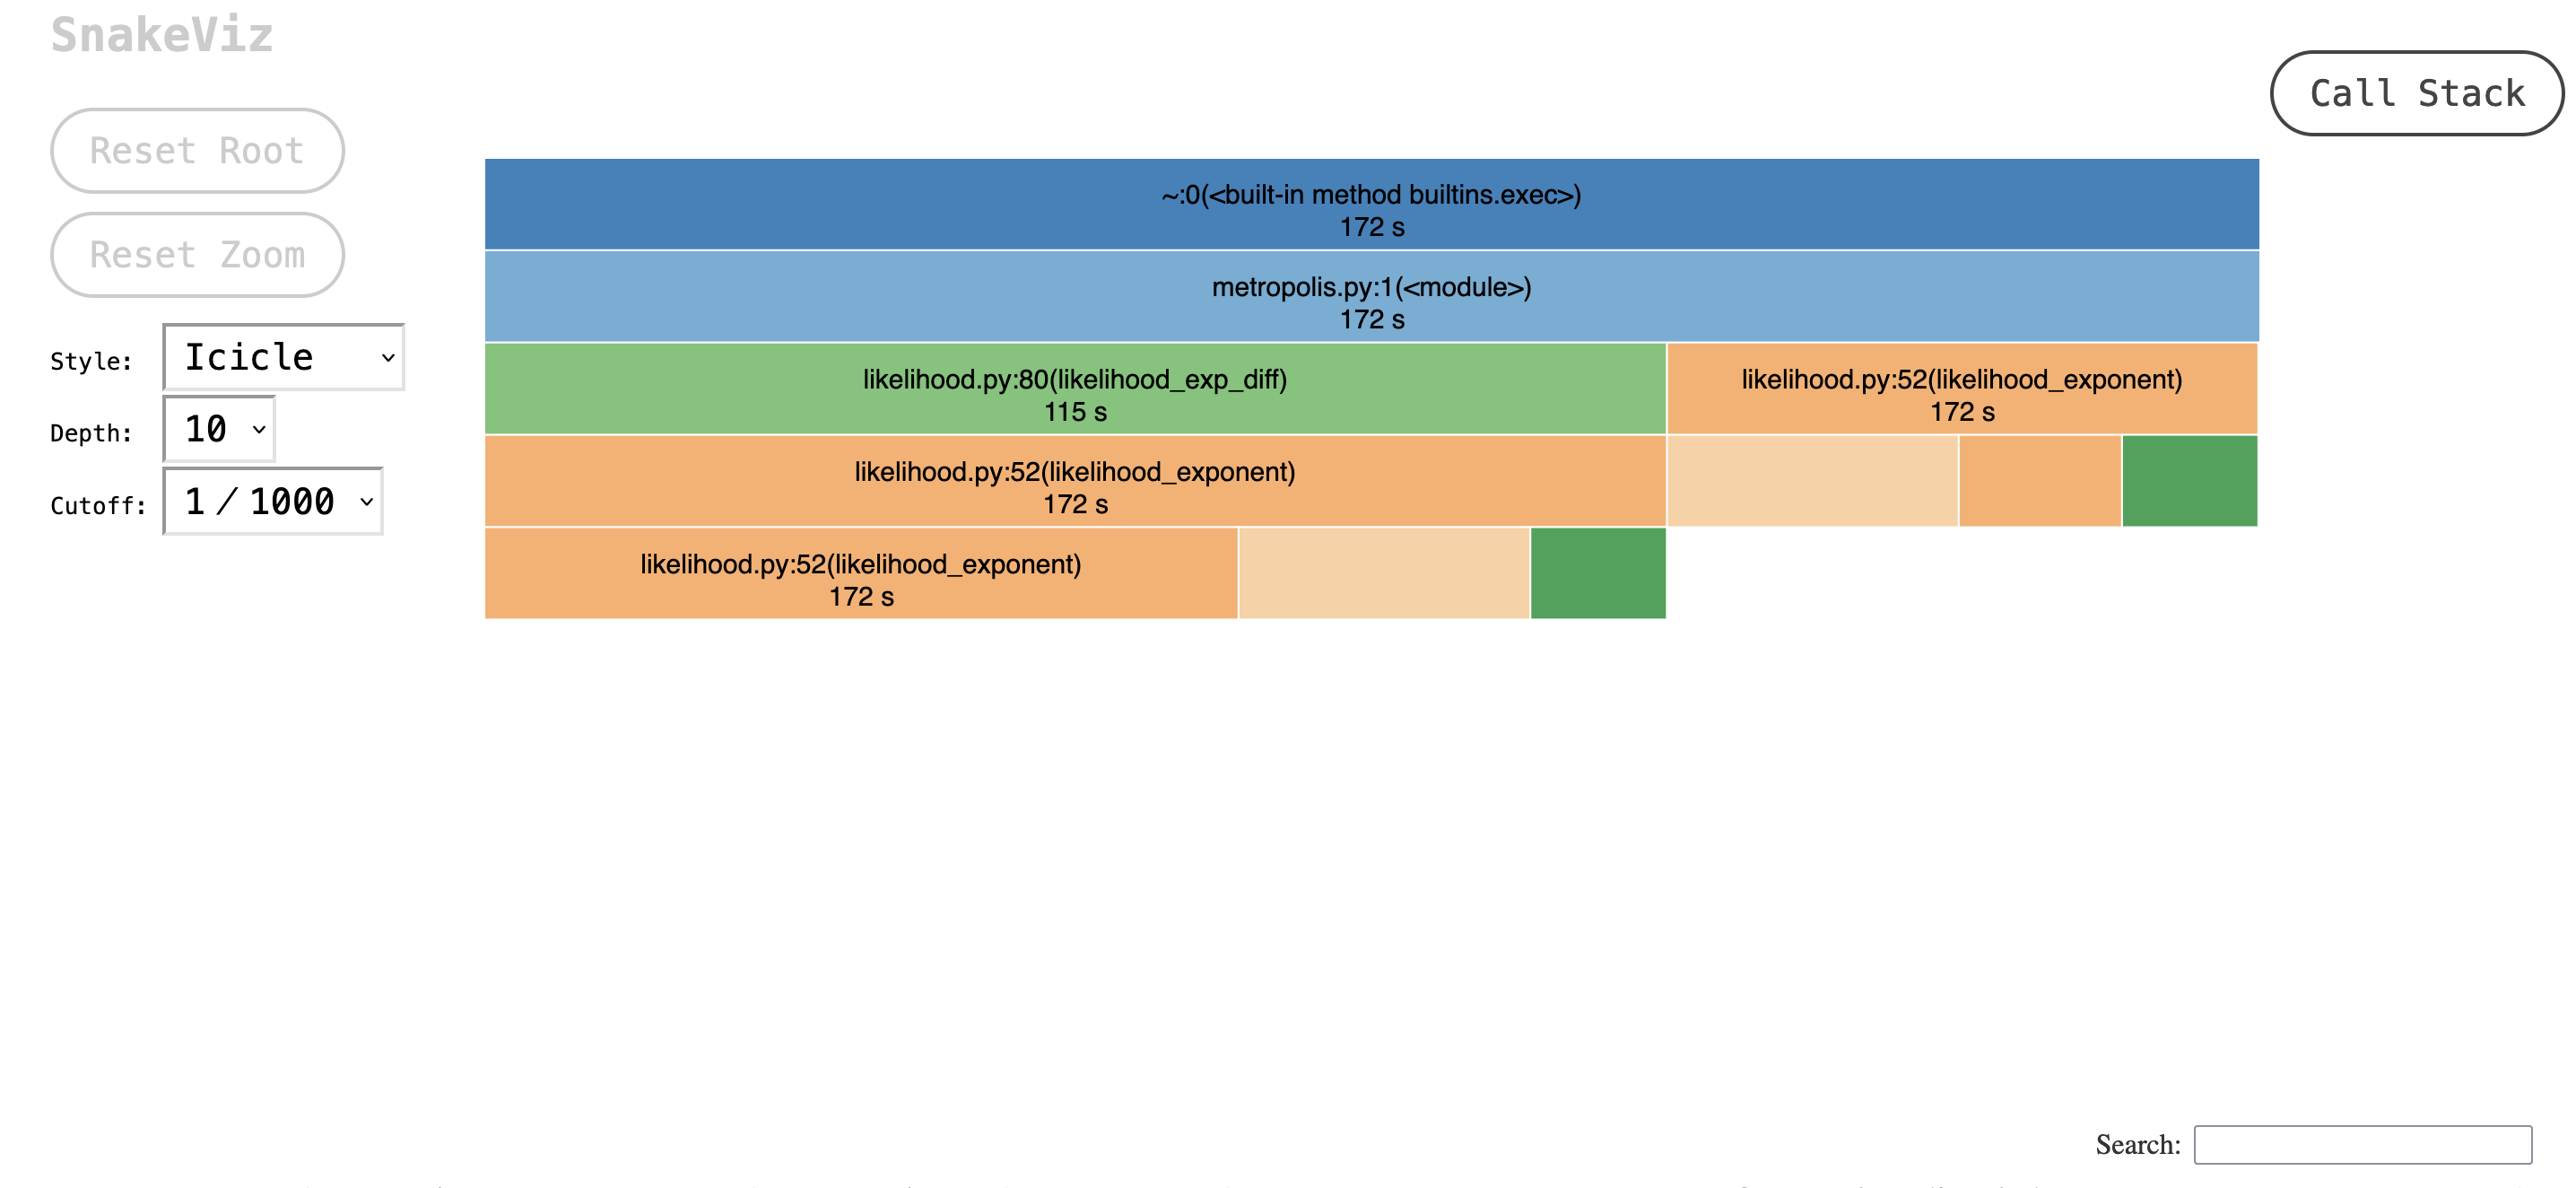 SnakeViz
Call Stack
Reset Root
Reset Zoom
Style: Icicle
Depth: 10
Cutoff: 1 / 1000
~:0(<built-in method builtins.exec>)
172 s
metropolis.py:1(<module>)
172 s
likelihood.py:80(likelihood_exp_diff)
115 s
likelihood.py:52(likelihood_exponent)
172 s
likelihood.py:52(likelihood_exponent)
172 s
likelihood.py:52(likelihood_exponent)
172 s
Search: